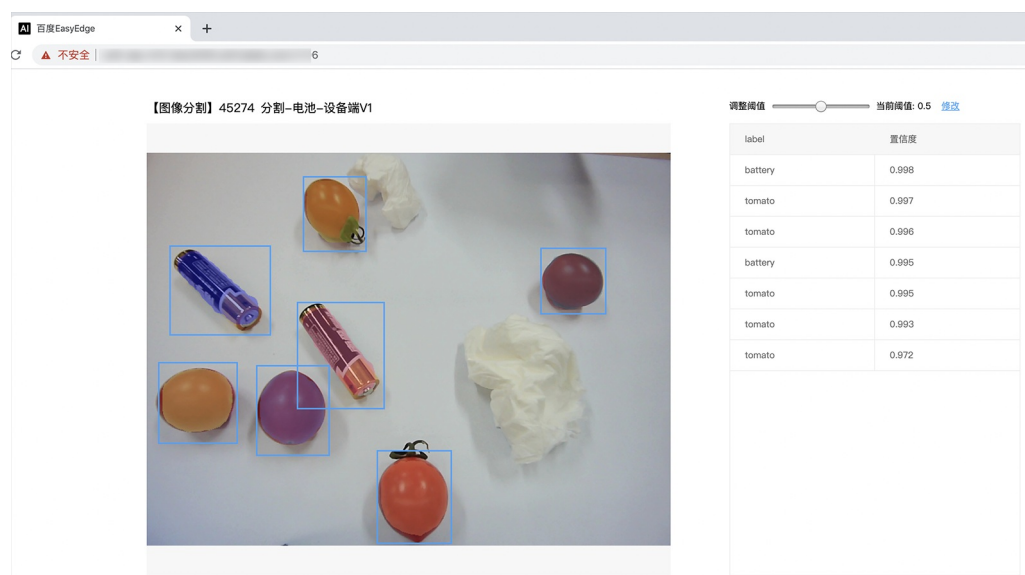 AI 百度EasyEdge × +
不安全 6
【图像分割】45274 分割-电池-设备端V1
调整阈值 当前阈值: 0.5 修改
label 置信度
battery 0.998
tomato 0.997
tomato 0.996
battery 0.995
tomato 0.995
tomato 0.993
tomato 0.972